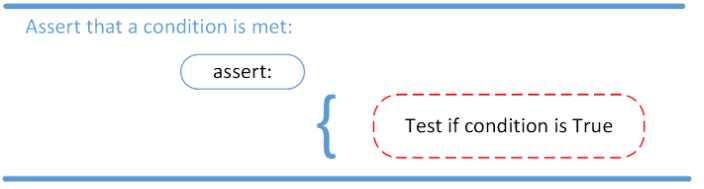 Assert that a condition is met:
assert:
{
Test if condition is True